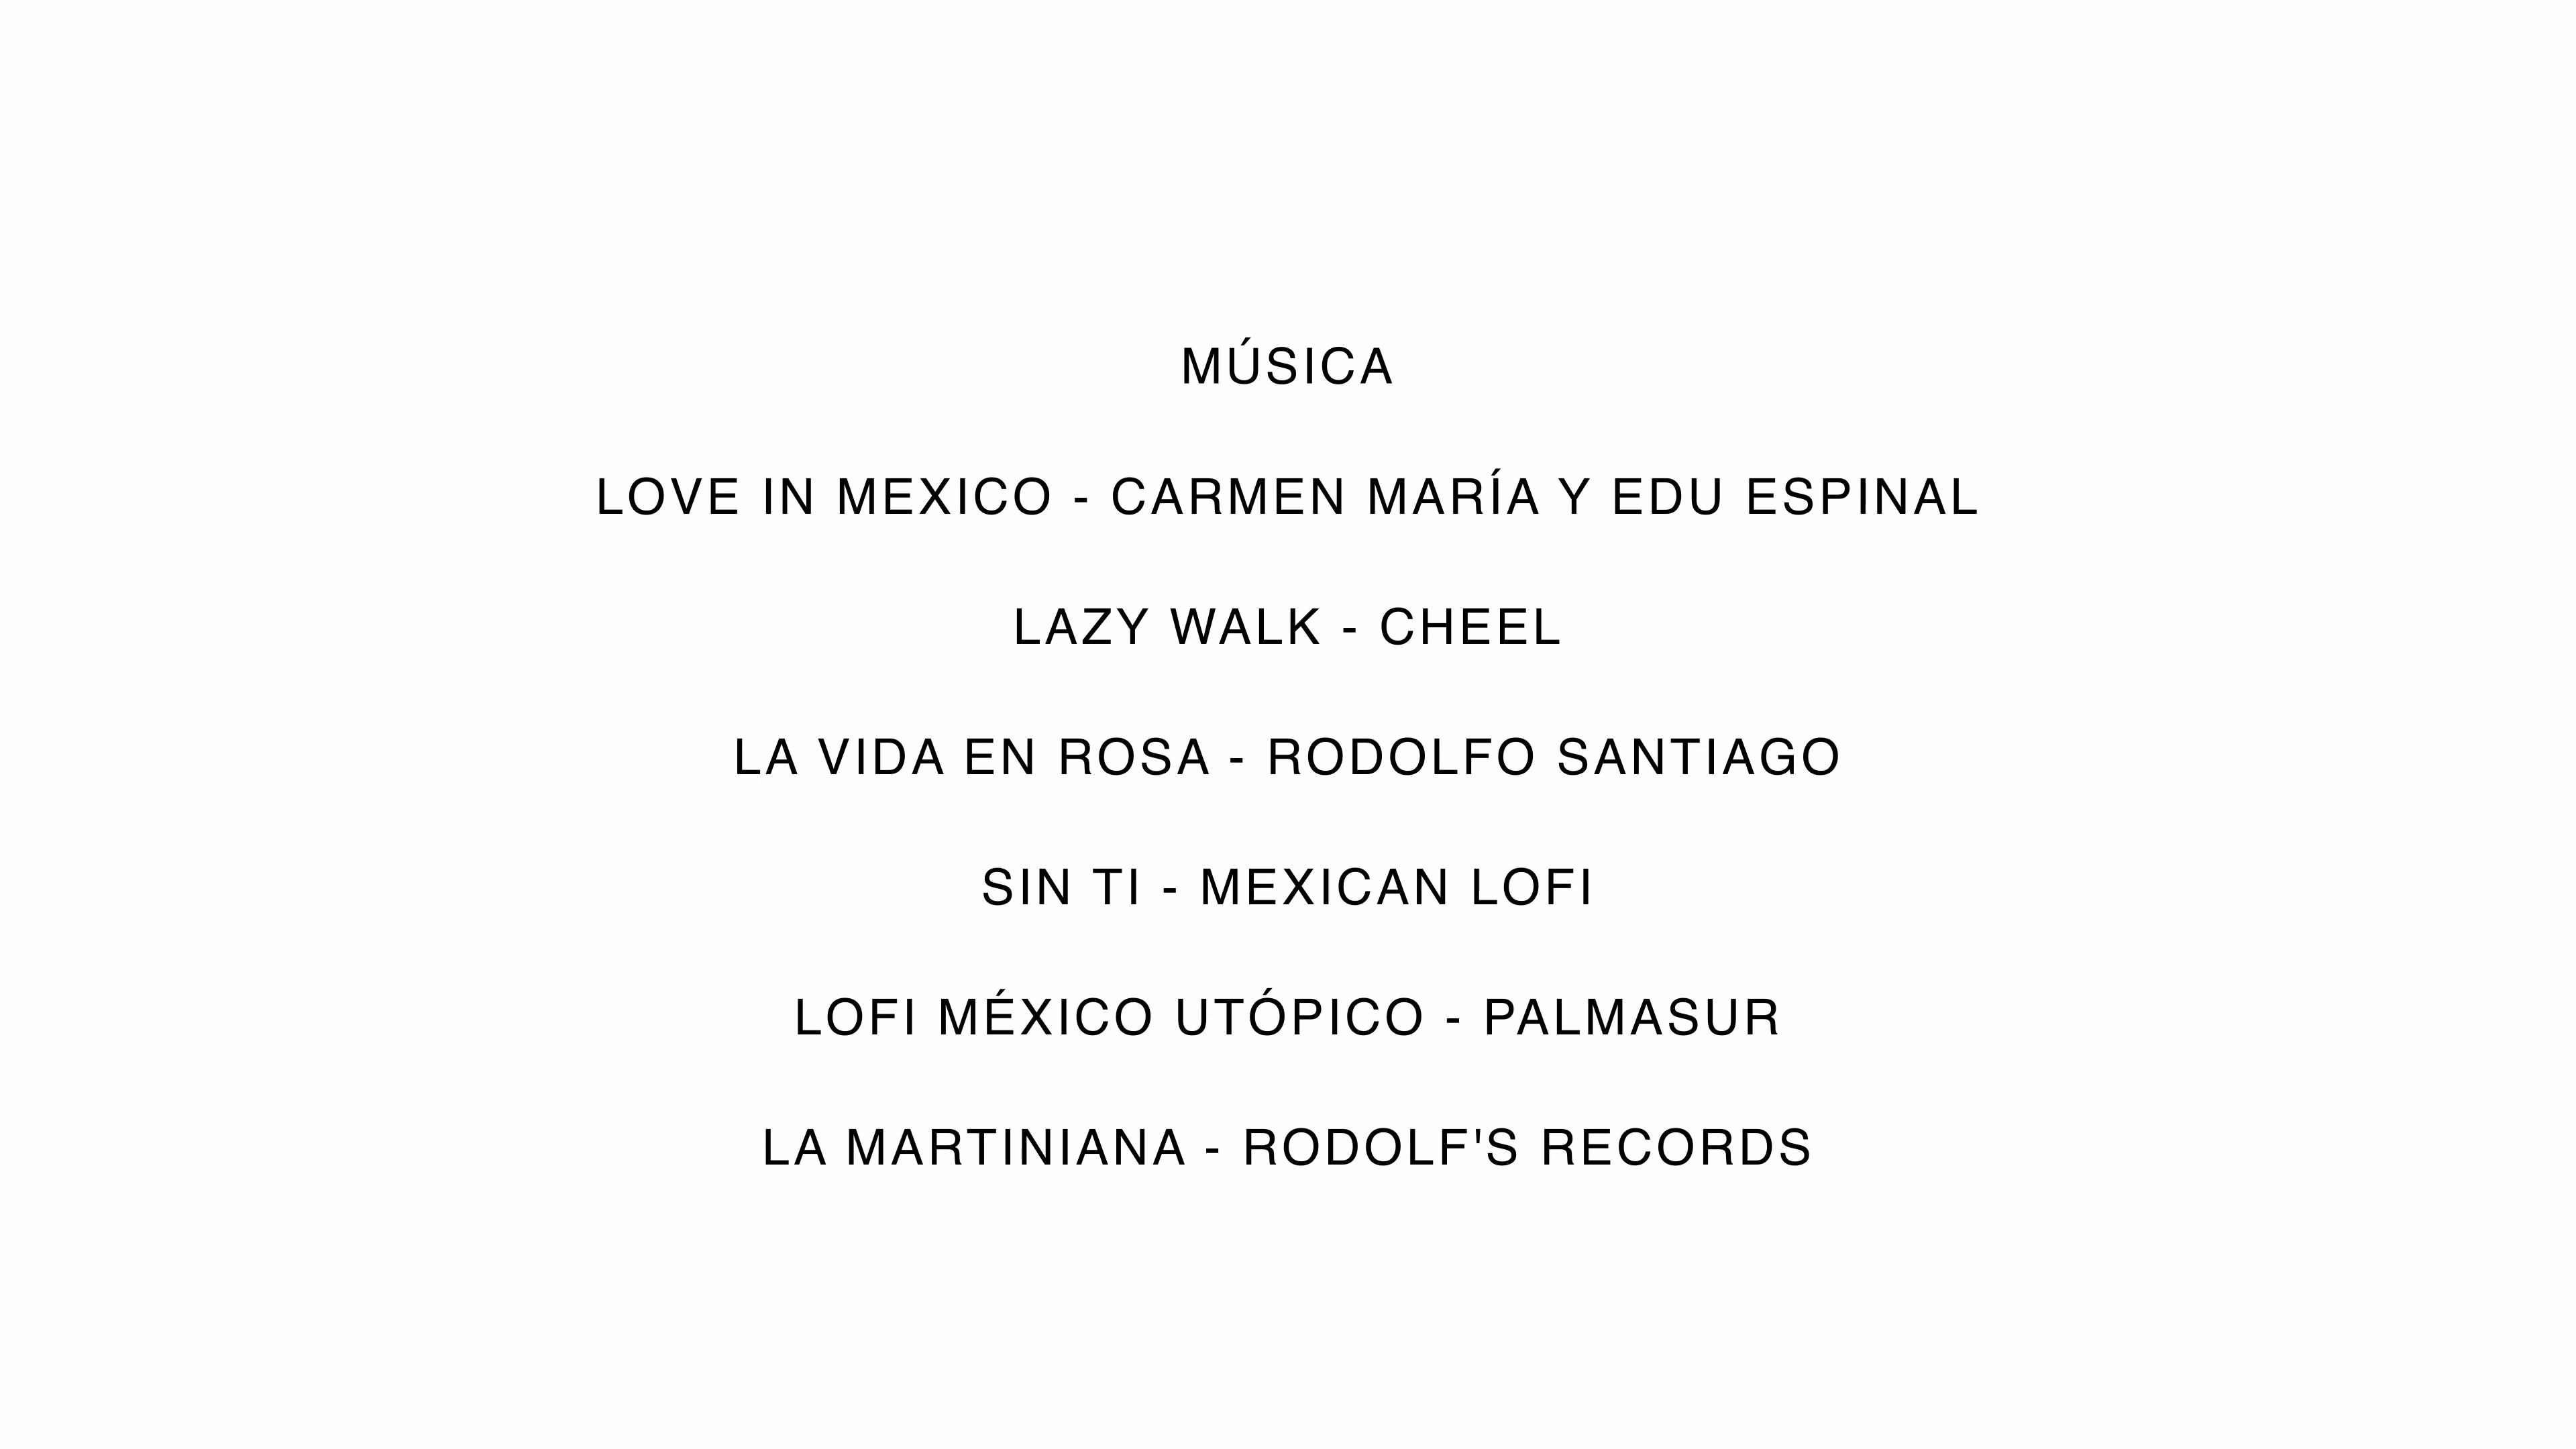 MÚSICA
LOVE IN MEXICO - CARMEN MARÍA Y EDU ESPINAL
LAZY WALK - CHEEL
LA VIDA EN ROSA - RODOLFO SANTIAGO
SIN TI - MEXICAN LOFI
LOFI MÉXICO UTÓPICO - PALMASUR
LA MARTINIANA - RODOLF'S RECORDS